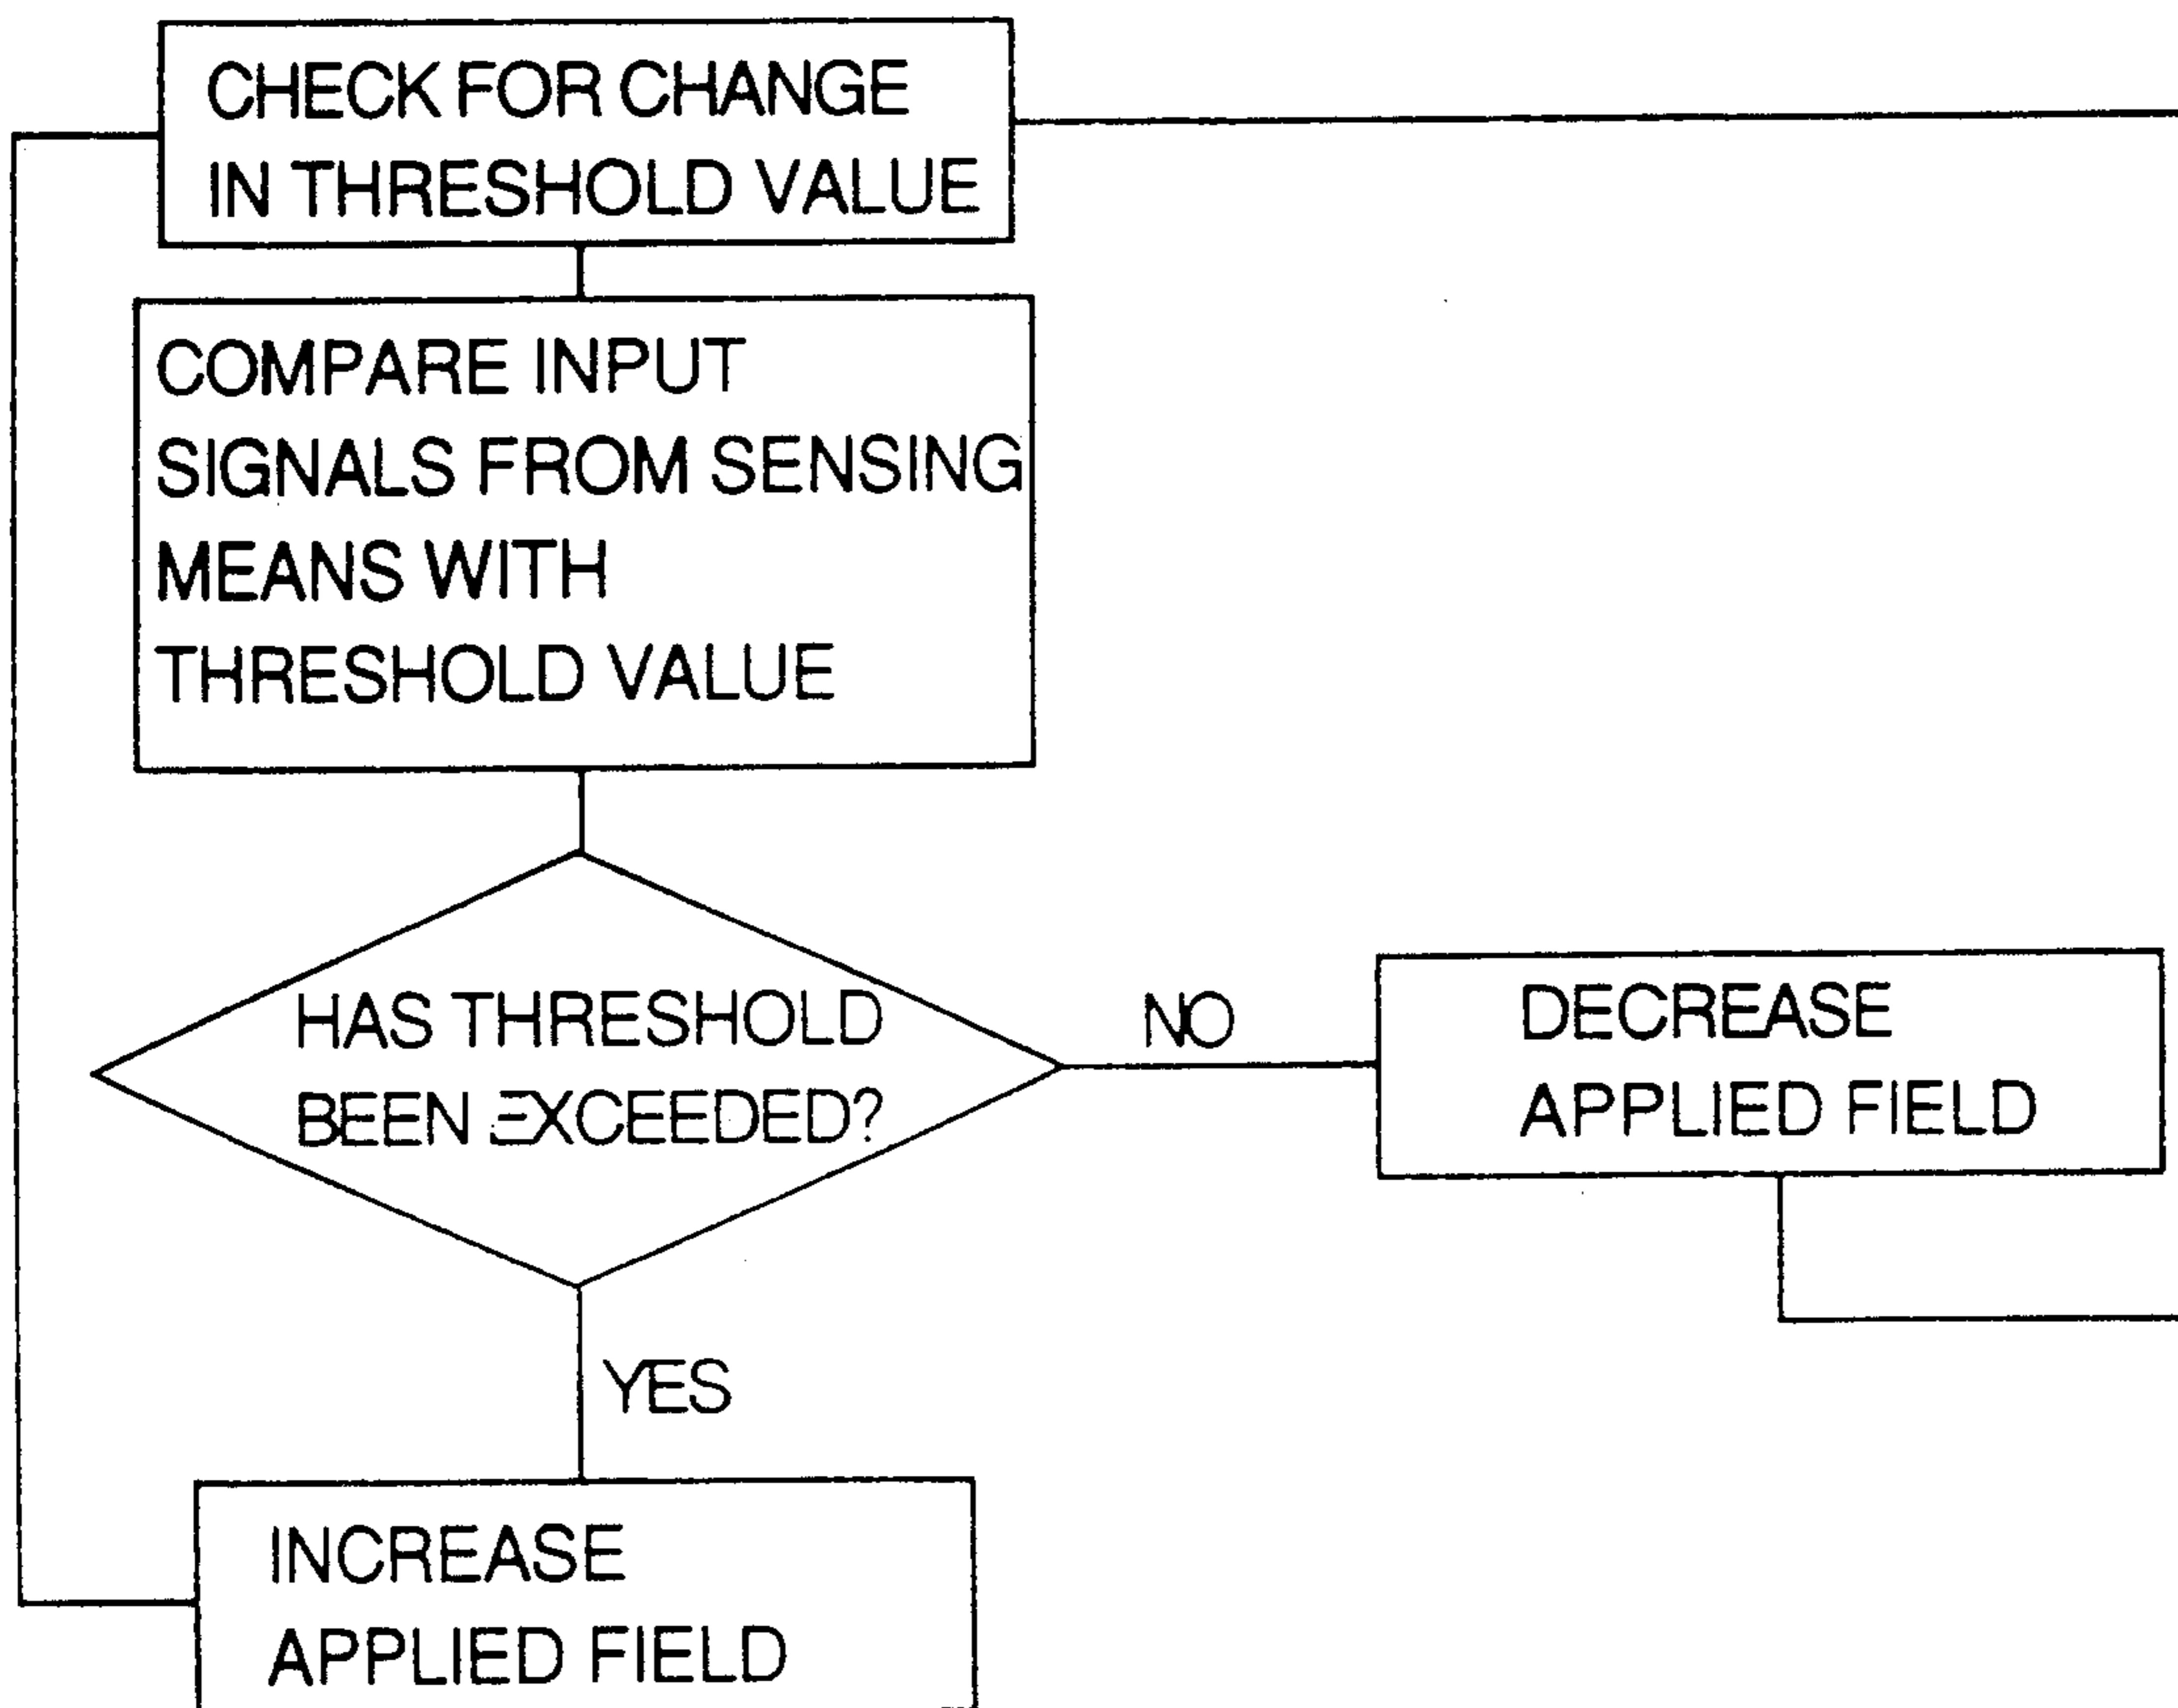 CHECK FOR CHANGE
IN THRESHOLD VALUE
COMPARE INPUT
SIGNALS FROM SENSING
MEANS WITH
THRESHOLD VALUE
HAS THRESHOLD
BEEN EXCEEDED?
NO
DECREASE
APPLIED FIELD
YES
INCREASE
APPLIED FIELD